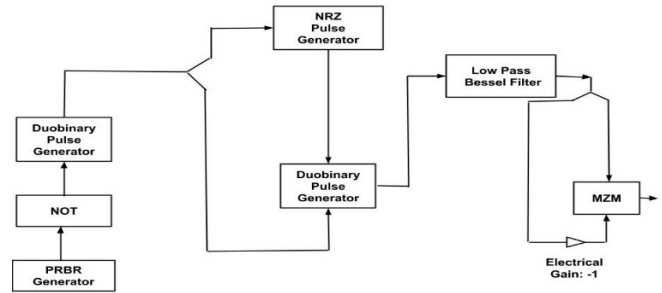 NRZ
Pulse
Generator
Low Pass
Bessel Filter
Duobinary
Pulse
Generator
Duobinary
Pulse
Generator
NOT
MZM
PRBR
Generator
Electrical
Gain: -1